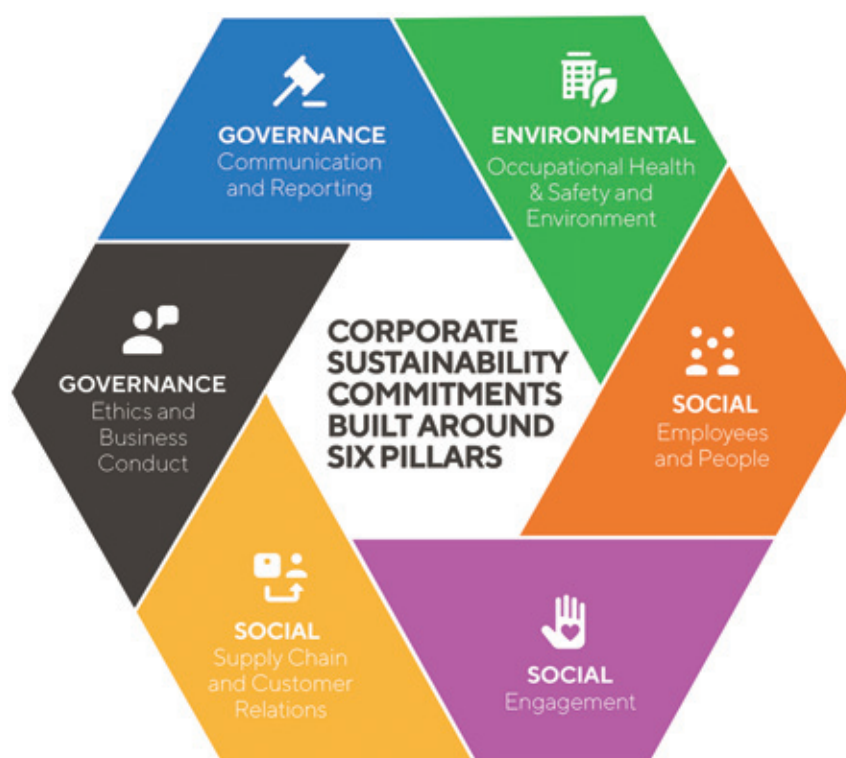 GOVERNANCE
Communication
and Reporting
ENVIRONMENTAL
Occupational Health
& Safety and
Environment
SOCIAL
Employees
and People
SOCIAL
Engagement
SOCIAL
Supply Chain
and Customer
Relations
GOVERNANCE
Ethics and
Business
Conduct
CORPORATE
SUSTAINABILITY
COMMITMENTS
BUILT AROUND
SIX PILLARS